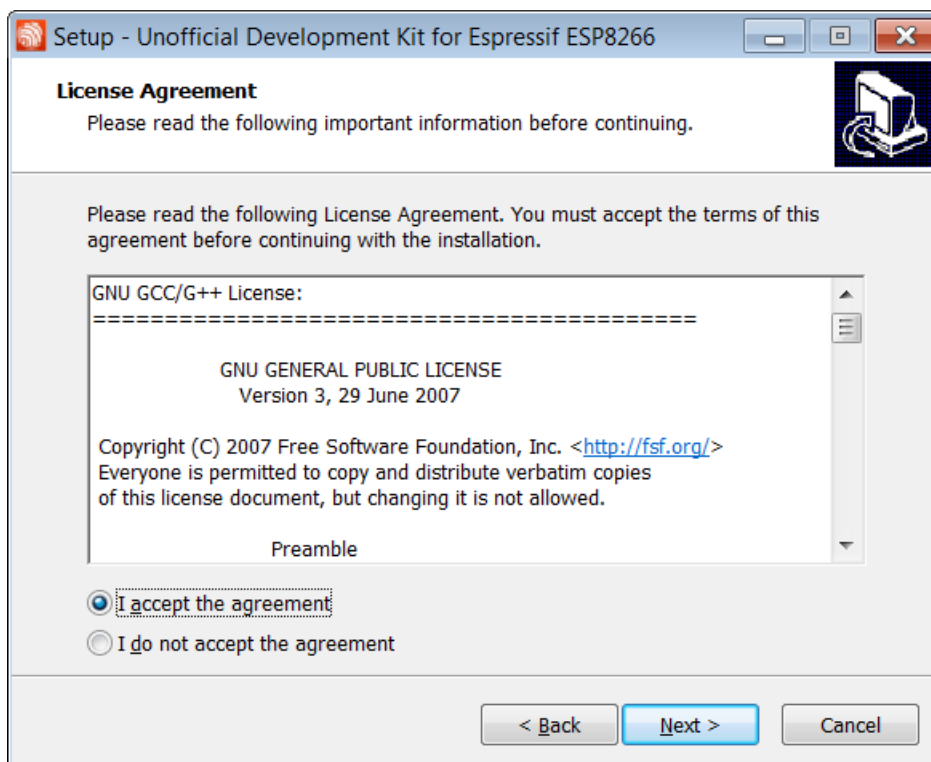 Setup - Unofficial Development Kit for Espressif ESP8266
License Agreement
Please read the following important information before continuing.
Please read the following License Agreement. You must accept the terms of this
agreement before continuing with the installation.
GNU GCC/G++ License:
==========================================
GNU GENERAL PUBLIC LICENSE
Version 3, 29 June 2007
Copyright (C) 2007 Free Software Foundation, Inc. <http://fsf.org/>
Everyone is permitted to copy and distribute verbatim copies
of this license document, but changing it is not allowed.
Preamble
I accept the agreement
I do not accept the agreement
< Back
Next >
Cancel